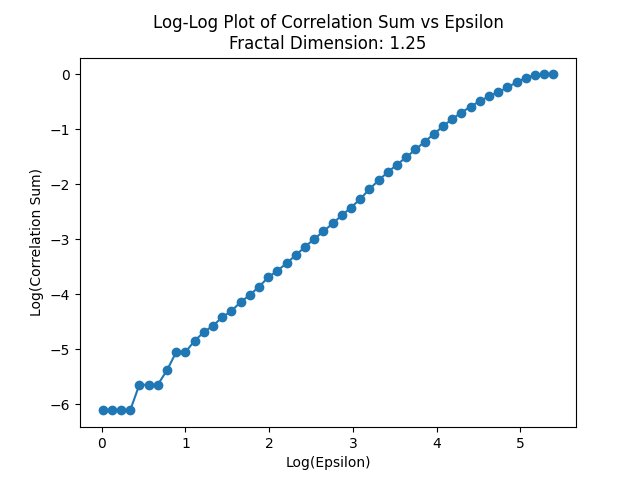 Log-Log Plot of Correlation Sum vs Epsilon
Fractal Dimension: 1.25
0
−1
−2
−3
−4
−5
−6
Log(Correlation Sum)
0 1 2 3 4 5
Log(Epsilon)